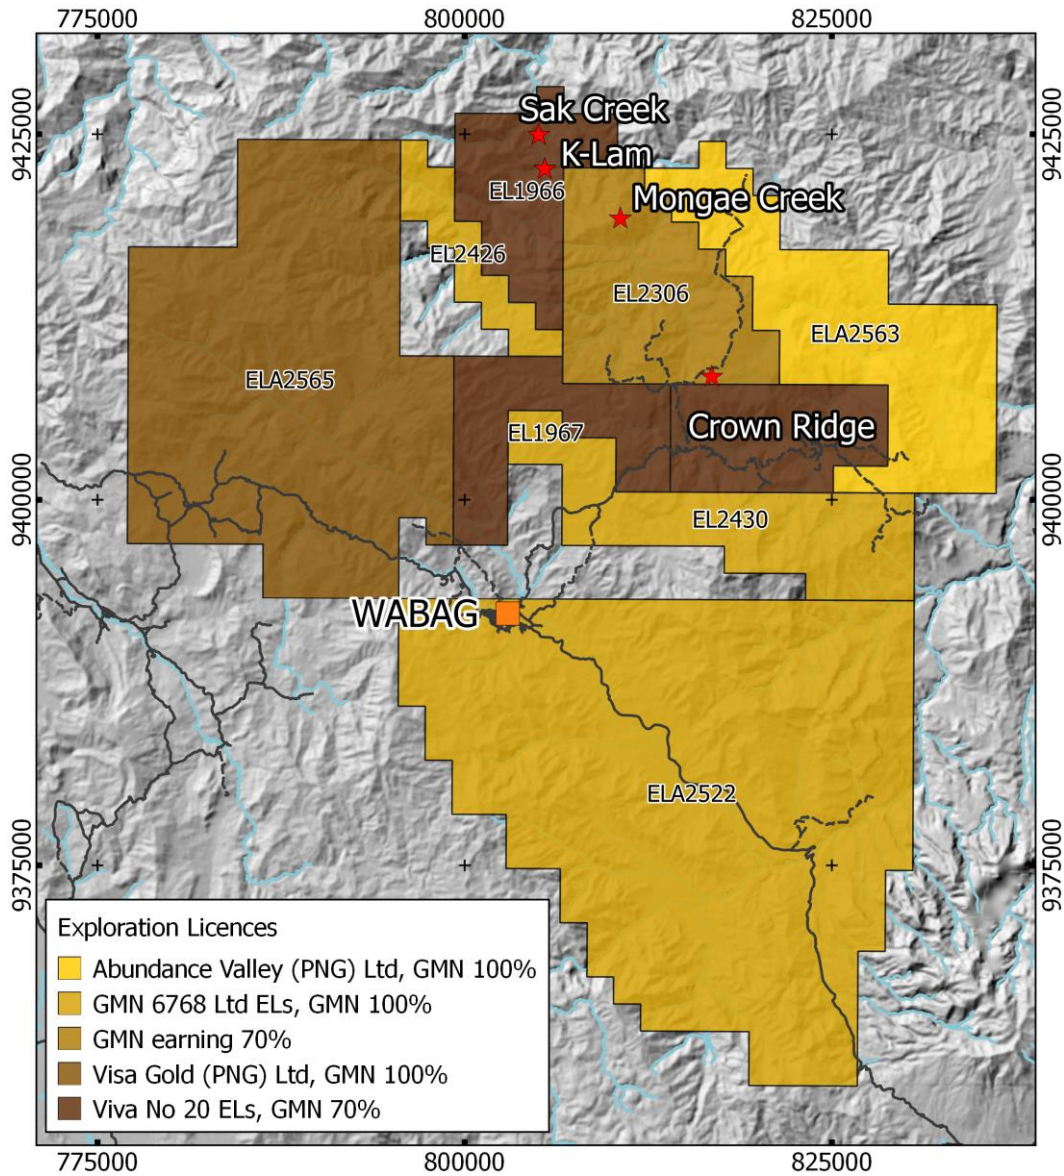 775000 800000 825000
9425000 9425000
Sak Creek
K-Lam
EL1966
Mongae Creek
EL2426
EL2306
ELA2563
ELA2565
Crown Ridge
EL1967
9400000 9400000
EL2430
WABAG
ELA2522
9375000 9375000
Exploration Licences
Abundance Valley (PNG) Ltd, GMN 100%
GMN 6768 Ltd ELs, GMN 100%
GMN earning 70%
Visa Gold (PNG) Ltd, GMN 100%
Viva No 20 ELs, GMN 70%
775000 800000 825000